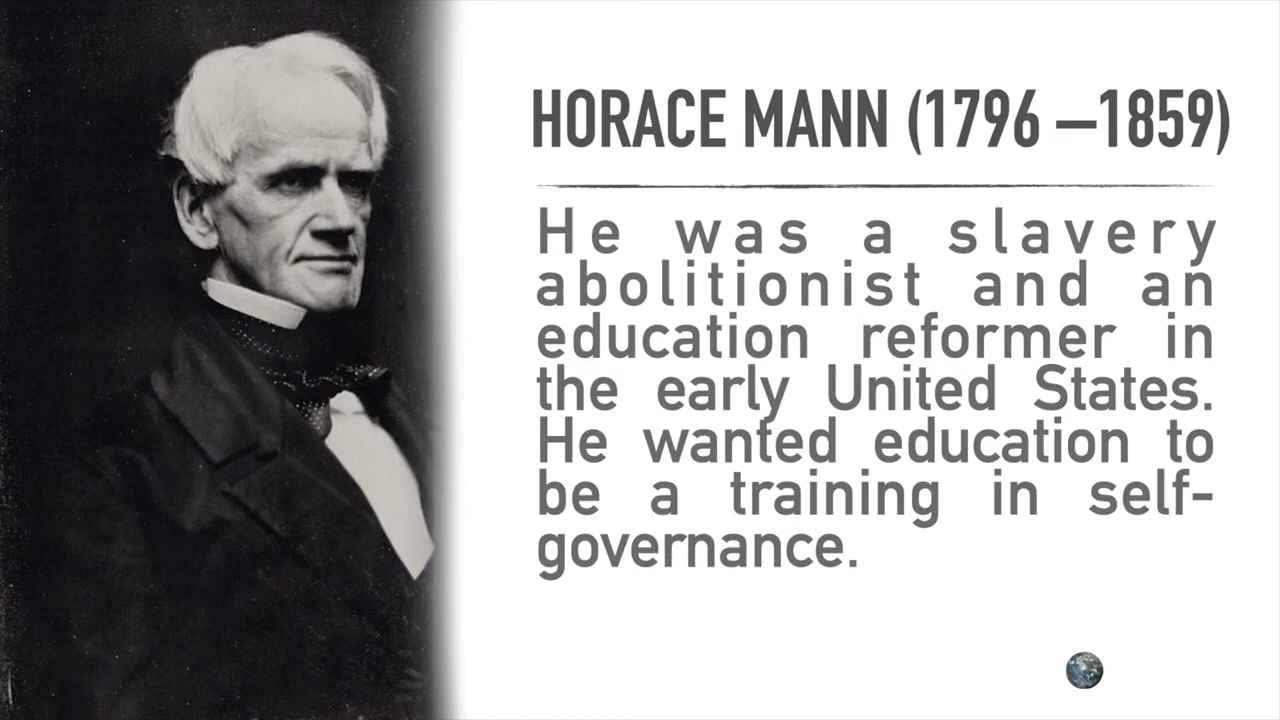 HORACE MANN (1796 —1859)
He was a slavery
abolitionist and an
education reformer in
the early United States.
He wanted education to
be a training in self-
governance.